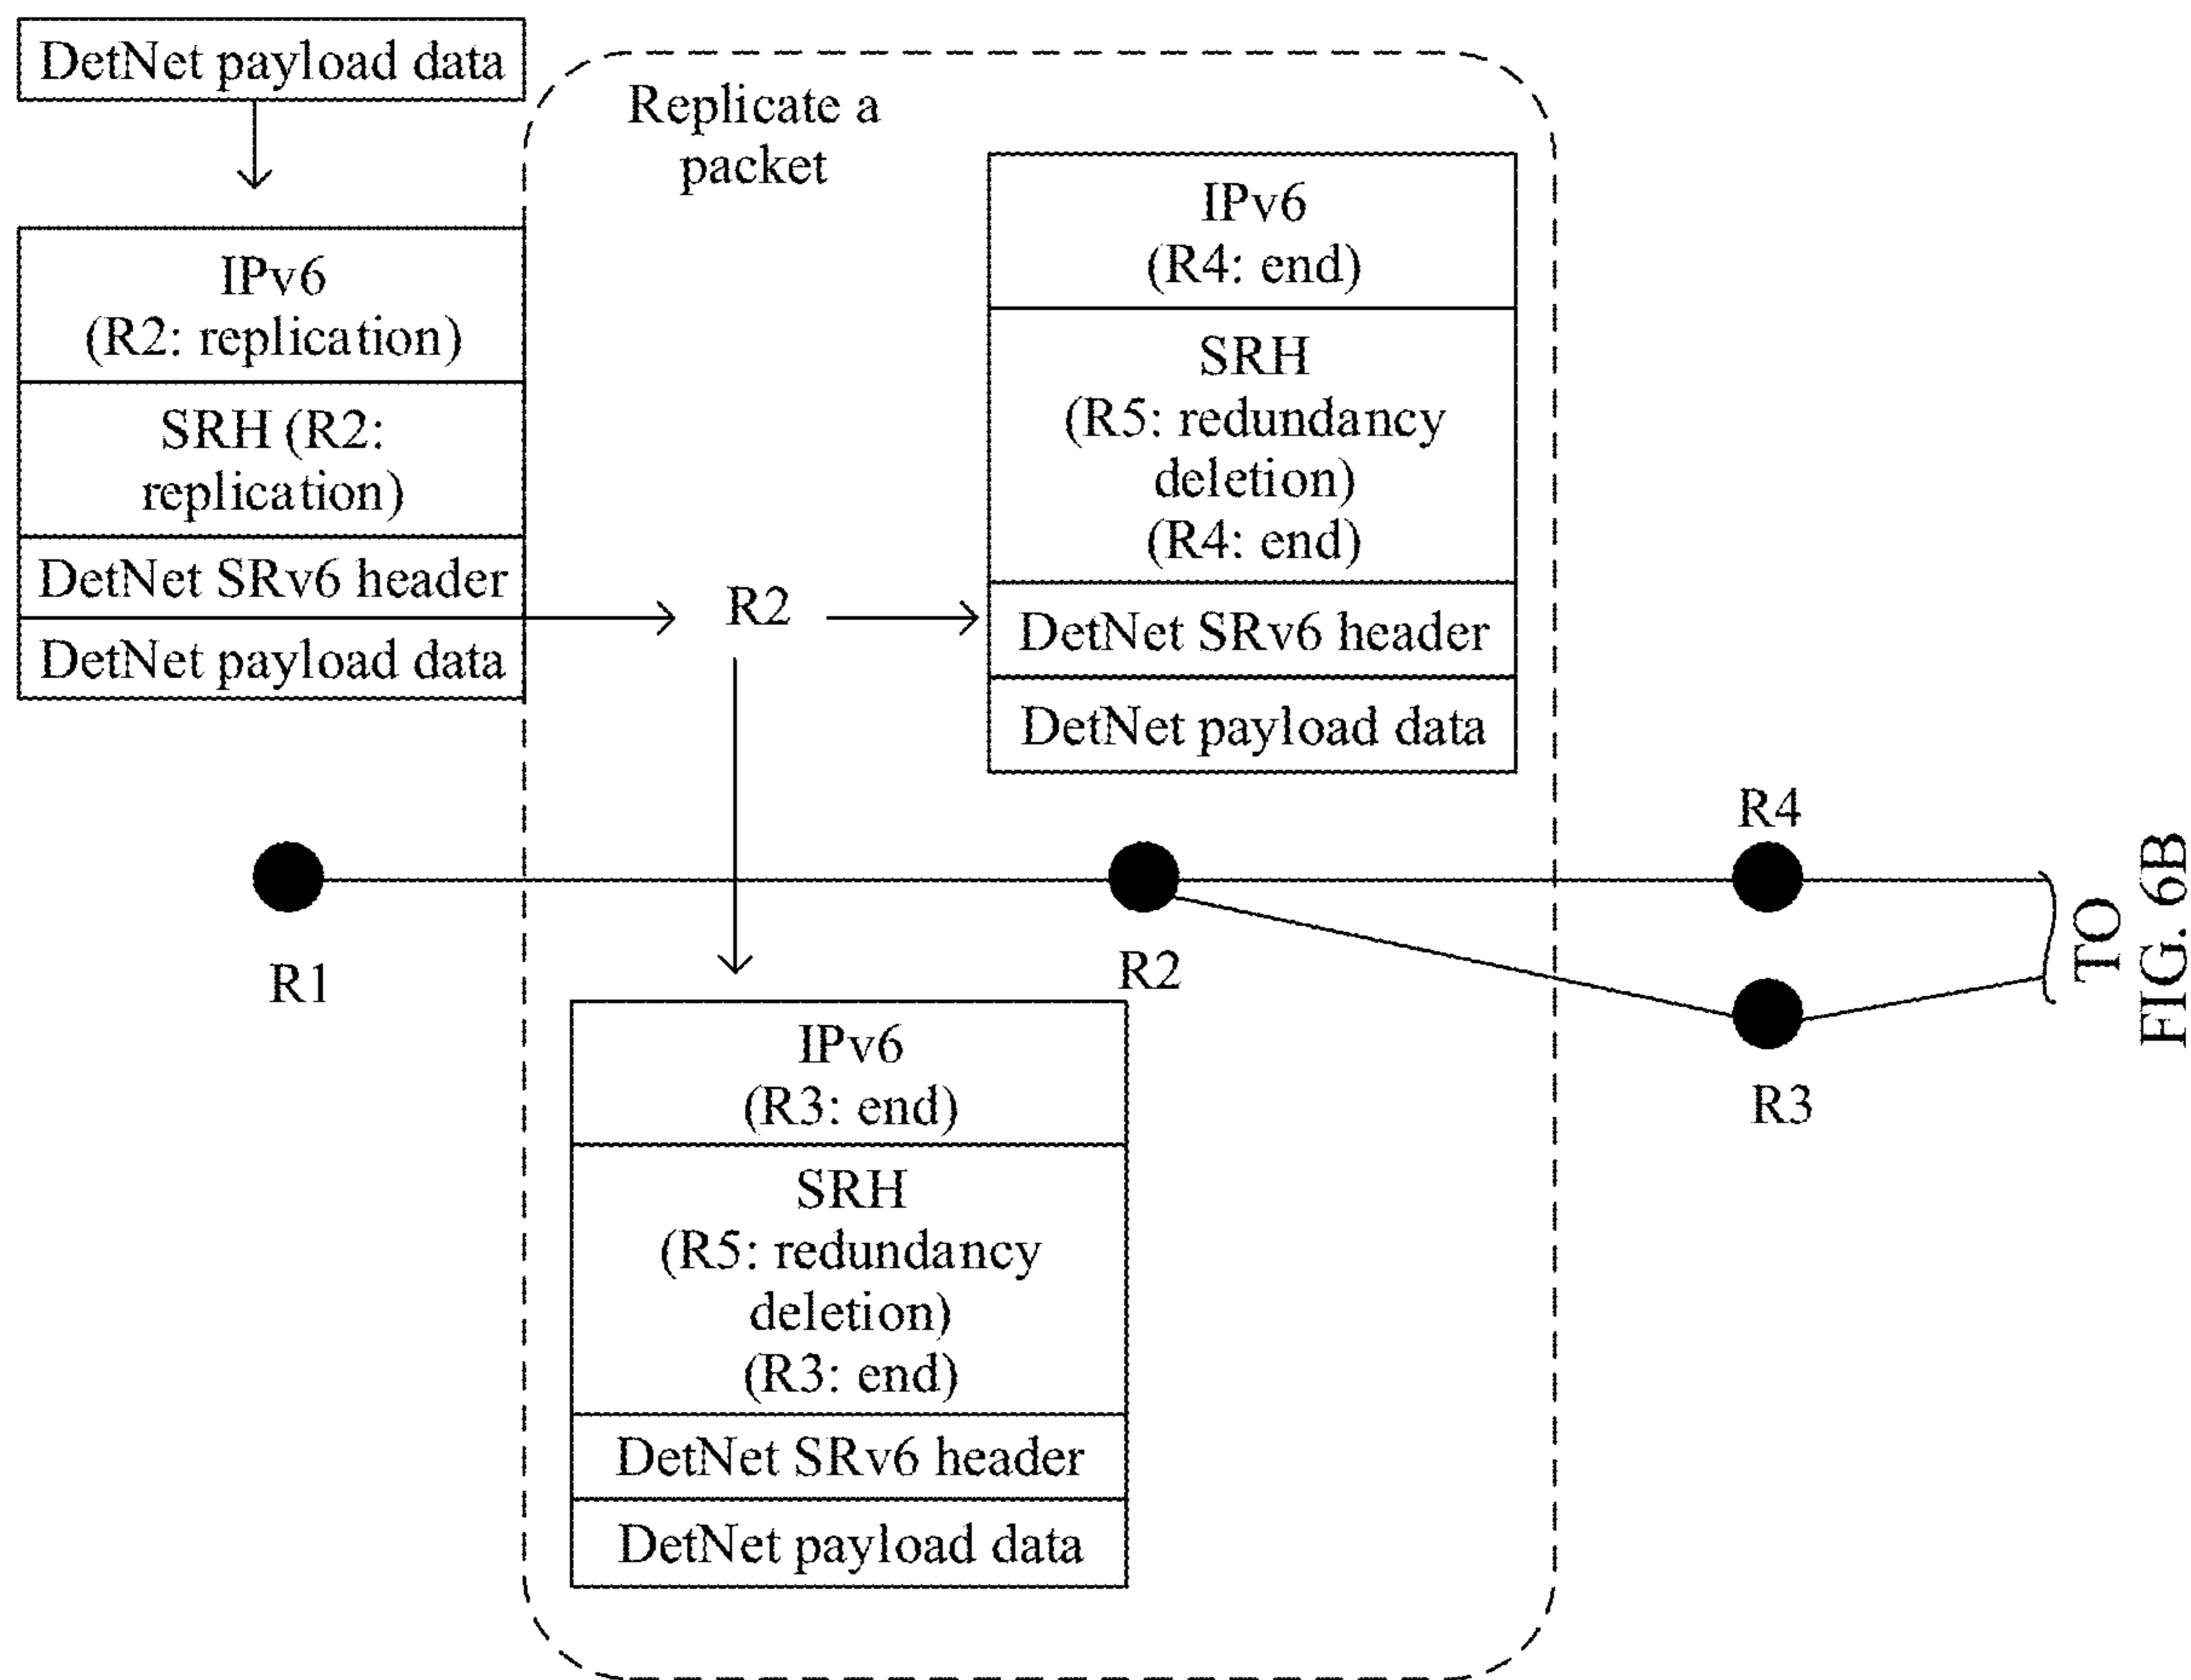 DetNet payload data
IPv6
(R2: replication)
SRH (R2:
replication)
DetNet SRv6 header
DetNet payload data
Replicate a
packet
R2
IPv6
(R4: end)
SRH
(R5: redundancy
deletion)
(R4: end)
DetNet SRv6 header
DetNet payload data
R1
R2
R4
R3
TO
FIG. 6B
IPv6
(R3: end)
SRH
(R5: redundancy
deletion)
(R3: end)
DetNet SRv6 header
DetNet payload data